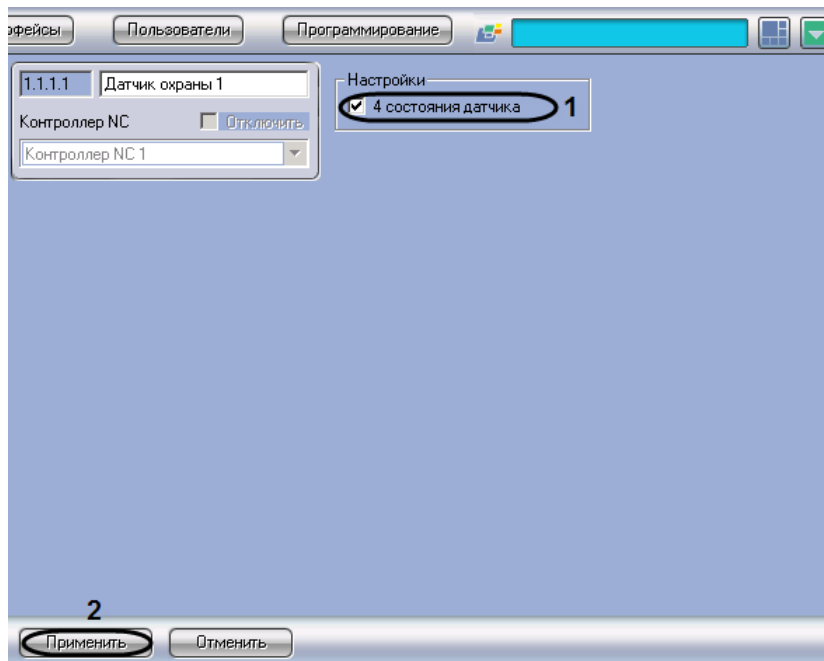 рфейсы Пользователи Программирование
1.1.1.1 Датчик охраны 1
Настройки
4 состояния датчика 1
Контроллер NC Отключить
Контроллер NC 1
2
Применить Отменить